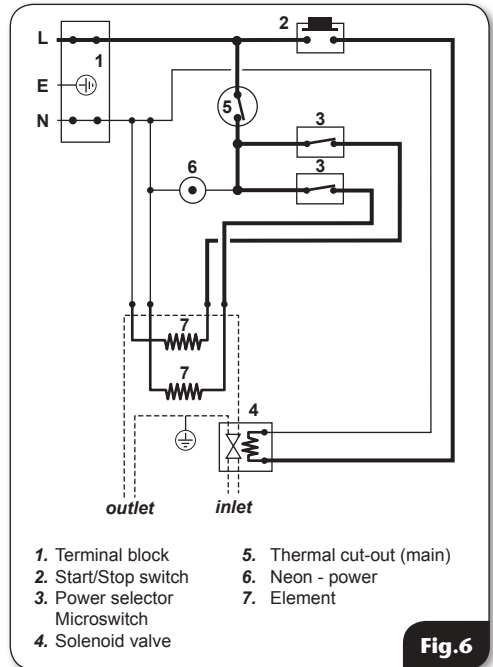 L
E
N
1
2
5
3
3
6
7
7
4
outlet
inlet
1. Terminal block
2. Start/Stop switch
3. Power selector
Microswitch
4. Solenoid valve
5. Thermal cut-out (main)
6. Neon - power
7. Element
Fig.6